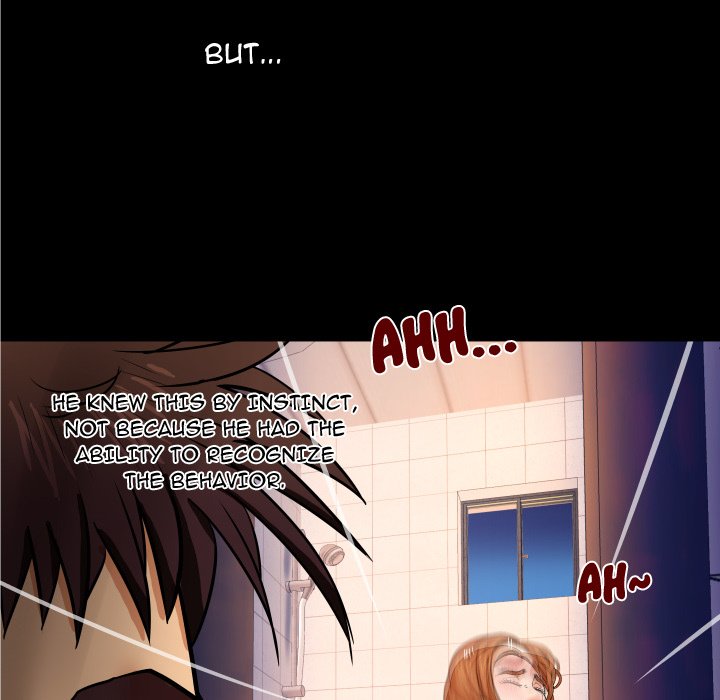 BUT...
AHH...
HE KNEW THIS BY INSTINCT,
NOT BECAUSE HE HAD THE
ABILITY TO RECOGNIZE
THE BEHAVIOR.
AH~